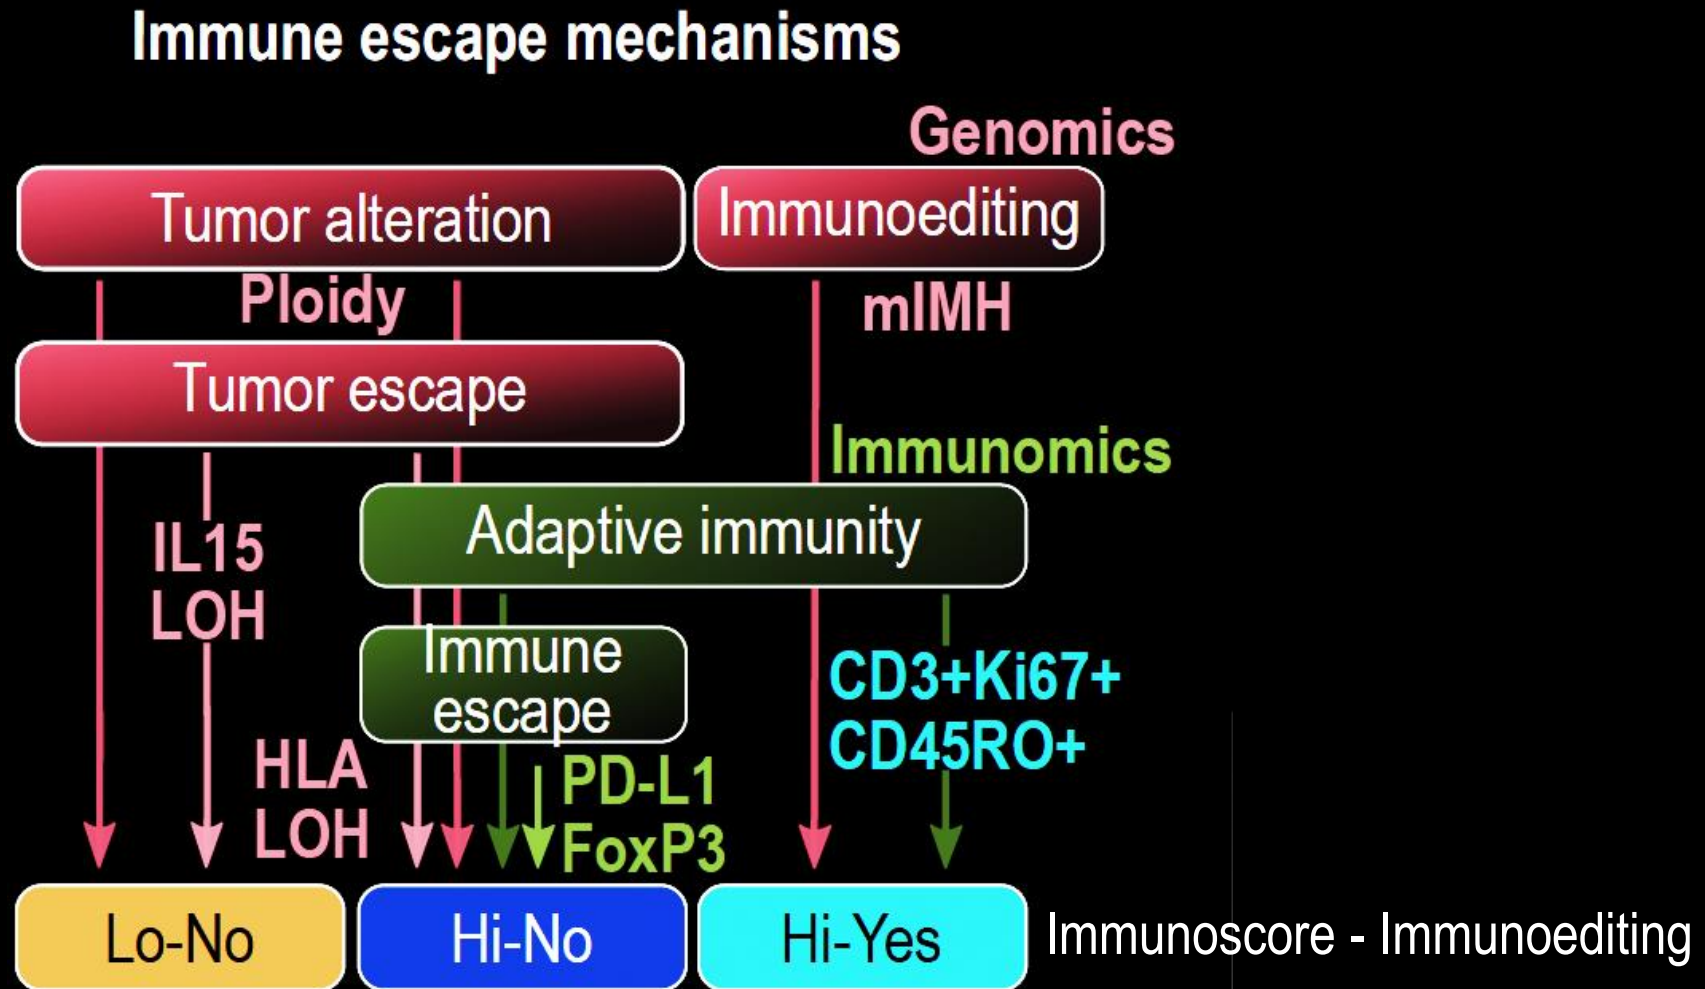 Immune escape mechanisms
Genomics
Tumor alteration
Immunoediting
Ploidy
mIMH
Tumor escape
Immunomics
Adaptive immunity
IL15
LOH
Immune
escape
CD3+Ki67+
CD45RO+
HLA
LOH
PD-L1
FoxP3
Lo-No
Hi-No
Hi-Yes
Immunoscore - Immunoediting